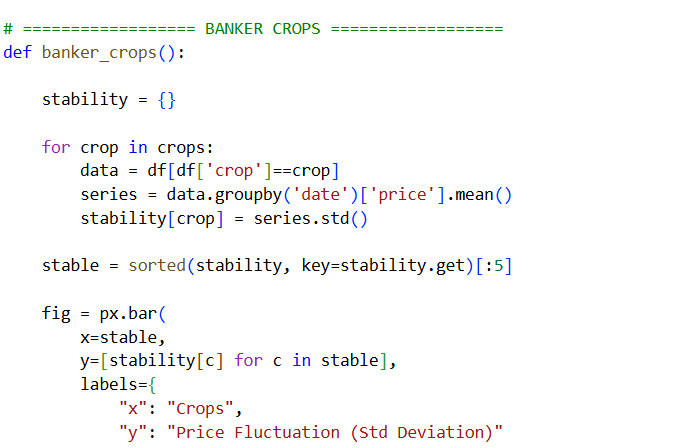 # ================== BANKER CROPS ==================
def banker_crops():
    stability = {}
    for crop in crops:
        data = df[df['crop']==crop]
        series = data.groupby('date')['price'].mean()
        stability[crop] = series.std()
    stable = sorted(stability, key=stability.get)[:5]
    fig = px.bar(
        x=stable,
        y=[stability[c] for c in stable],
        labels={
            "x": "Crops",
            "y": "Price Fluctuation (Std Deviation)"